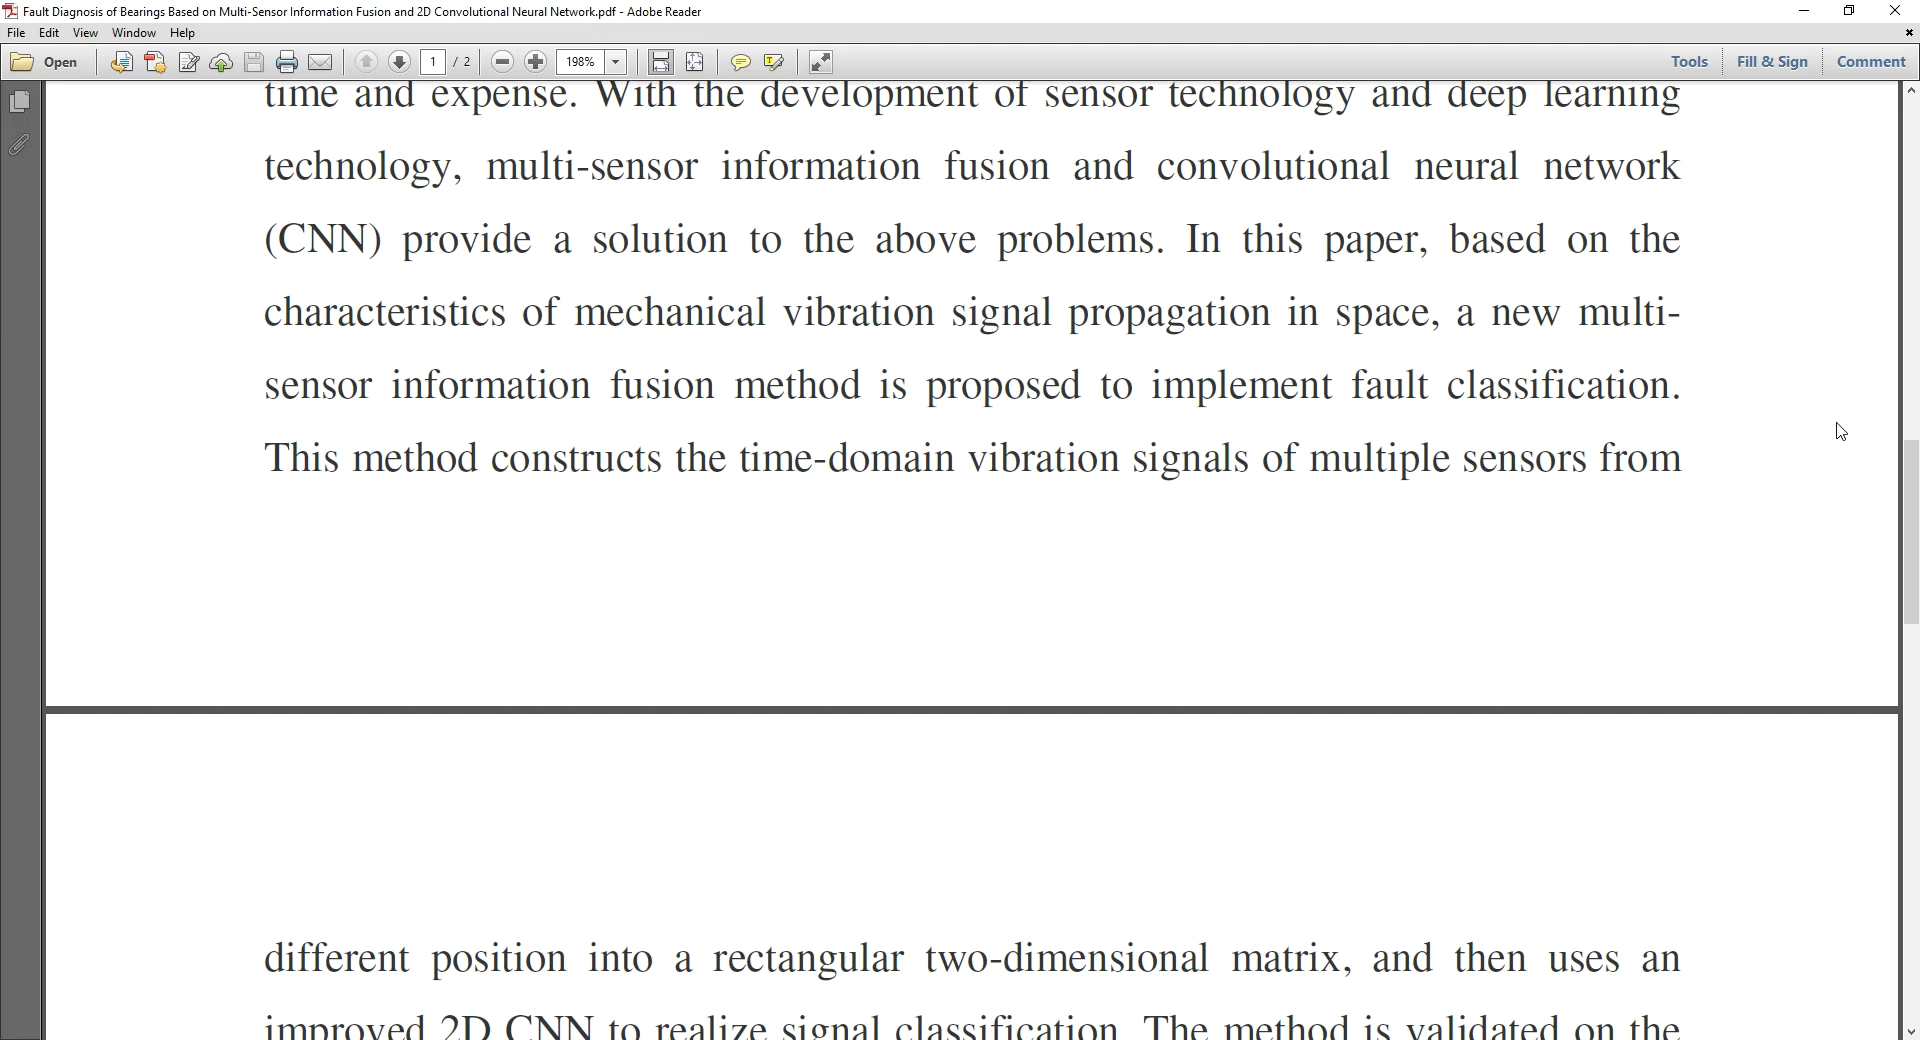 Fault Diagnosis of Bearings Based on Multi-Sensor Information Fusion and 2D Convolutional Neural Network.pdf - Adobe Reader
File Edit View Window Help
Open 1 / 2 198% Tools Fill & Sign Comment
time and expense. With the development of sensor technology and deep learning
technology, multi-sensor information fusion and convolutional neural network
(CNN) provide a solution to the above problems. In this paper, based on the
characteristics of mechanical vibration signal propagation in space, a new multi-
sensor information fusion method is proposed to implement fault classification.
This method constructs the time-domain vibration signals of multiple sensors from
different position into a rectangular two-dimensional matrix, and then uses an
improved 2D CNN to realize signal classification. The method is validated on the